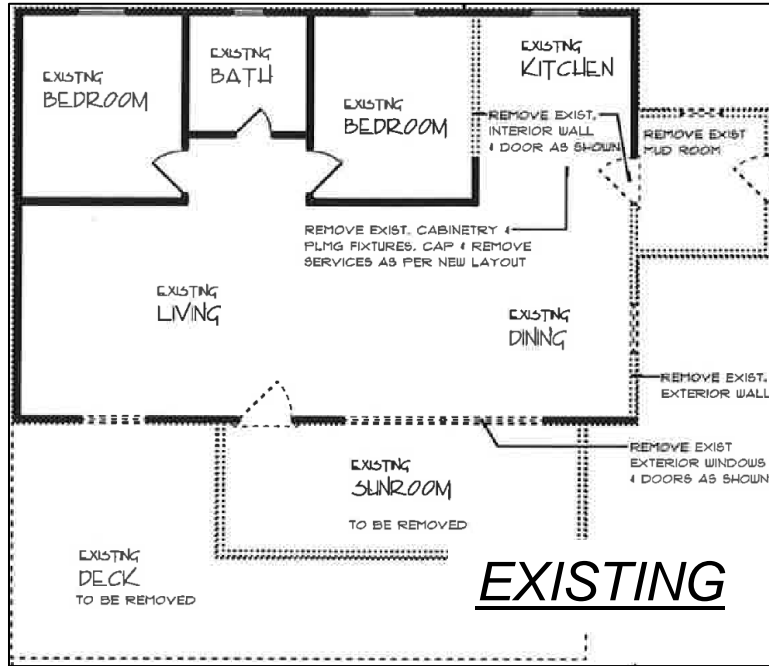 EXISTING
BEDROOM
EXISTING
BATH
EXISTING
BEDROOM
EXISTING
KITCHEN
REMOVE EXIST.
INTERIOR WALL
& DOOR AS SHOWN
REMOVE EXIST
MUD ROOM
REMOVE EXIST. CABINETRY &
PLMG FIXTURES. CAP & REMOVE
SERVICES AS PER NEW LAYOUT
EXISTING
LIVING
EXISTING
DINING
REMOVE EXIST.
EXTERIOR WALL
REMOVE EXIST
EXTERIOR WINDOWS
& DOORS AS SHOWN
EXISTING
SUNROOM
TO BE REMOVED
EXISTING
DECK
TO BE REMOVED
EXISTING